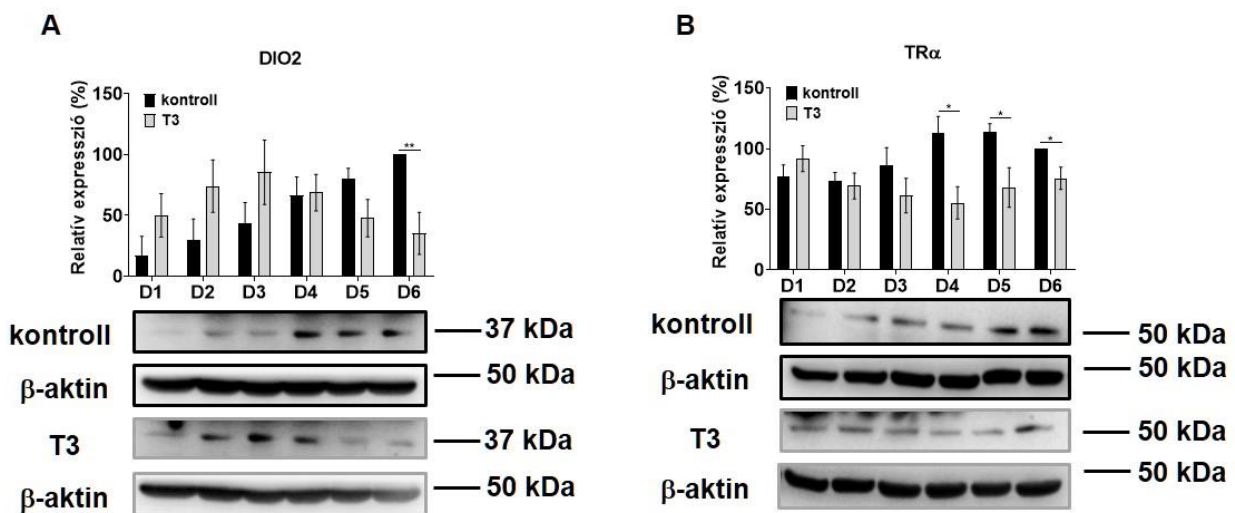 A
DIO2
Relatív expresszió (%)
150
100
50
0
kontroll
T3
**
D1 D2 D3 D4 D5 D6
kontroll
37 kDa
β-aktin
50 kDa
T3
37 kDa
β-aktin
50 kDa
B
TRα
Relatív expresszió (%)
150
100
50
0
kontroll
T3
* * *
D1 D2 D3 D4 D5 D6
kontroll
50 kDa
β-aktin
50 kDa
T3
50 kDa
β-aktin
50 kDa